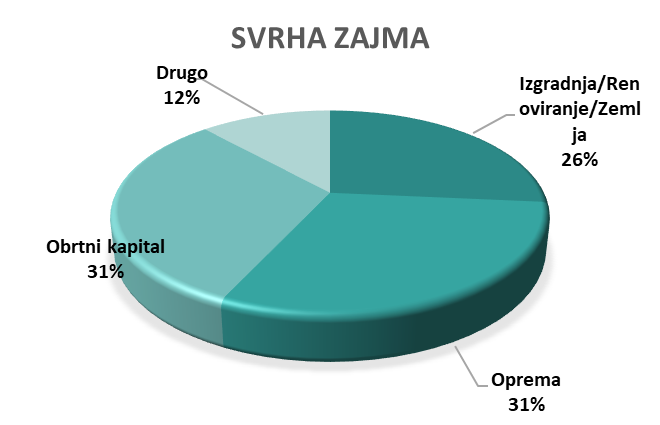 SVRHA ZAJMA
Drugo
12%
Izgradnja/Ren
oviranje/Zeml
ja
26%
Obrtni kapital
31%
Oprema
31%